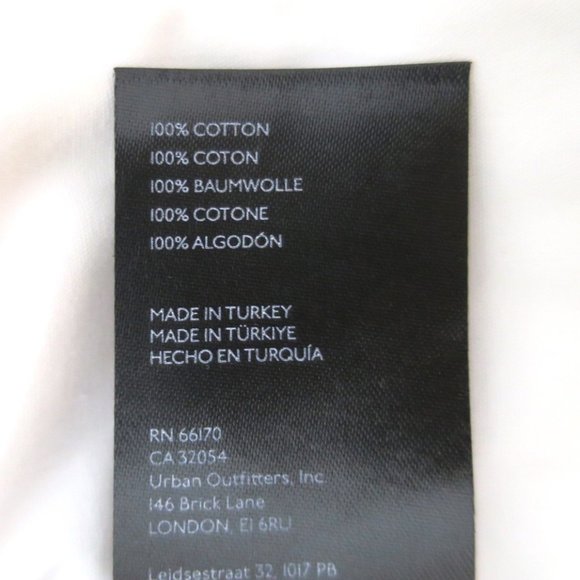 100% COTTON
100% COTON
100% BAUMWOLLE
100% COTONE
100% ALGODÓN
MADE IN TURKEY
MADE IN TÜRKIYE
HECHO EN TURQUÍA
RN 66170
CA 32054
Urban Outfitters, Inc
146 Brick Lane
LONDON, E1 6RU
Leidsestraat 32, 1017 PB